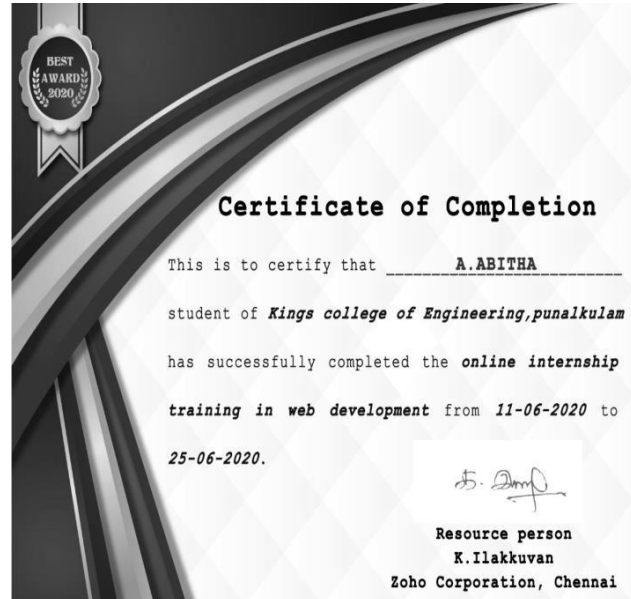 BEST
AWARD
2020
Certificate of Completion
This is to certify that A.ABITHA
student of Kings college of Engineering,punalkulam
has successfully completed the online internship
training in web development from 11-06-2020 to
25-06-2020.
Resource person
K.Ilakkuvan
Zoho Corporation, Chennai